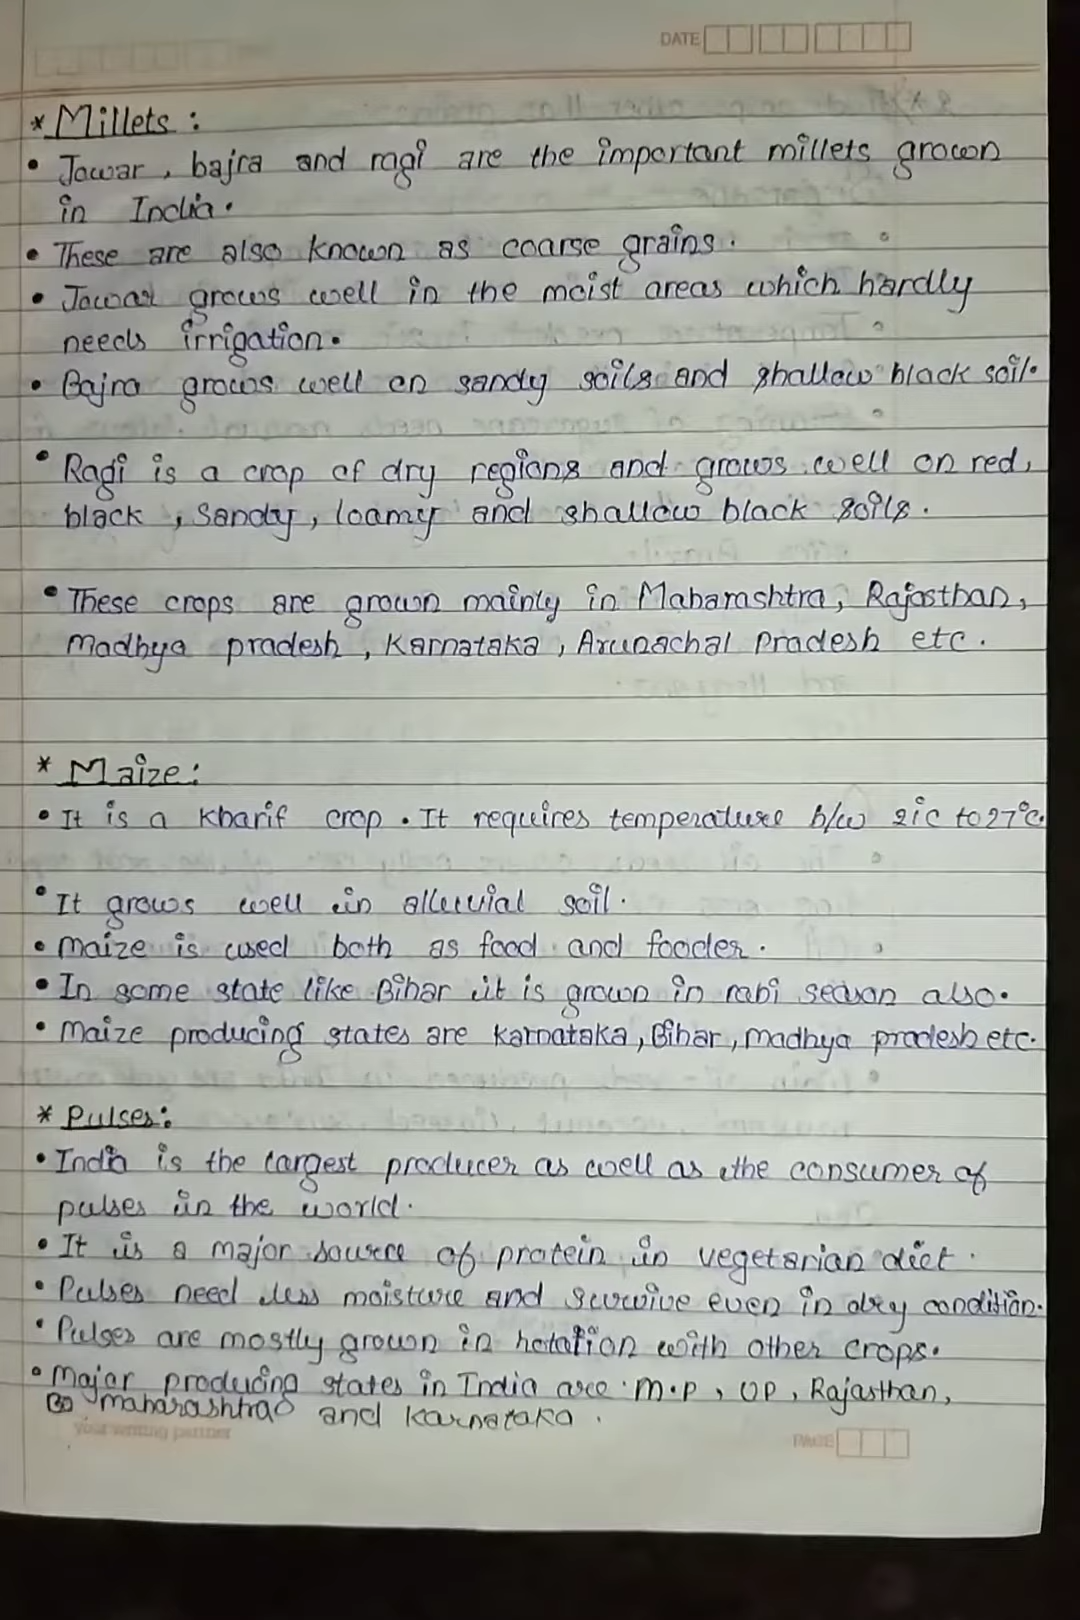 DATE
* Millets :
• Jowar, bajra and ragi are the important millets grown
in India.
• These are also known as coarse grains.
• Jowar grows well in the moist areas which hardly
needs irrigation.
• Bajra grows well on sandy soils and shallow black soil.
• Ragi is a crop of dry regions and grows well on red,
black, sandy, loamy and shallow black soils.
• These crops are grown mainly in Maharashtra, Rajasthan,
Madhya pradesh, Karnataka, Arunachal Pradesh etc.
* Maize:
• It is a kharif crop. It requires temperature b/w 21c to 27°c.
• It grows well in alluvial soil.
• maize is used both as food and fooder.
• In some state like Bihar it is grown in rabi season also.
• maize producing states are Karnataka, Bihar, madhya pradesh etc.
* Pulses:
• India is the largest producer as well as the consumer of
pulses in the world.
• It is a major source of protein in vegetarian diet.
• Pulses need less moisture and survive even in dry condition.
• Pulses are mostly grown in rotation with other crops.
• Major producing states in India are M.P, UP, Rajasthan,
maharashtra and Karnataka.
your writing partner
PAGE